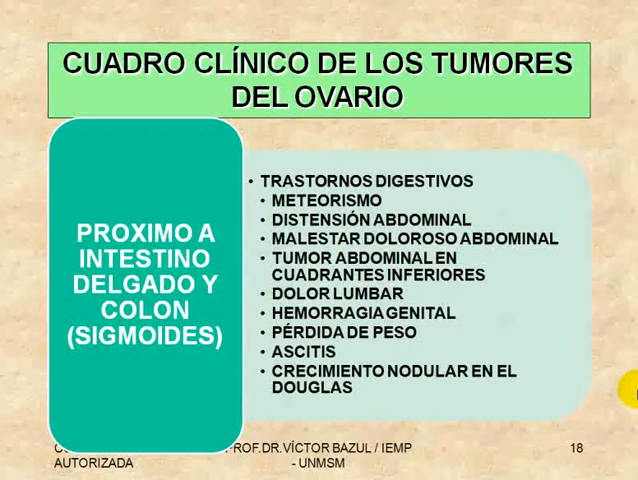 CUADRO CLÍNICO DE LOS TUMORES
DEL OVARIO
PROXIMO A
INTESTINO
DELGADO Y
COLON
(SIGMOIDES)
• TRASTORNOS DIGESTIVOS
• METEORISMO
• DISTENSIÓN ABDOMINAL
• MALESTAR DOLOROSO ABDOMINAL
• TUMOR ABDOMINAL EN
CUADRANTES INFERIORES
• DOLOR LUMBAR
• HEMORRAGIA GENITAL
• PÉRDIDA DE PESO
• ASCITIS
• CRECIMIENTO NODULAR EN EL
DOUGLAS
AUTORIZADA
PROF.DR.VÍCTOR BAZUL / IEMP
- UNMSM
18